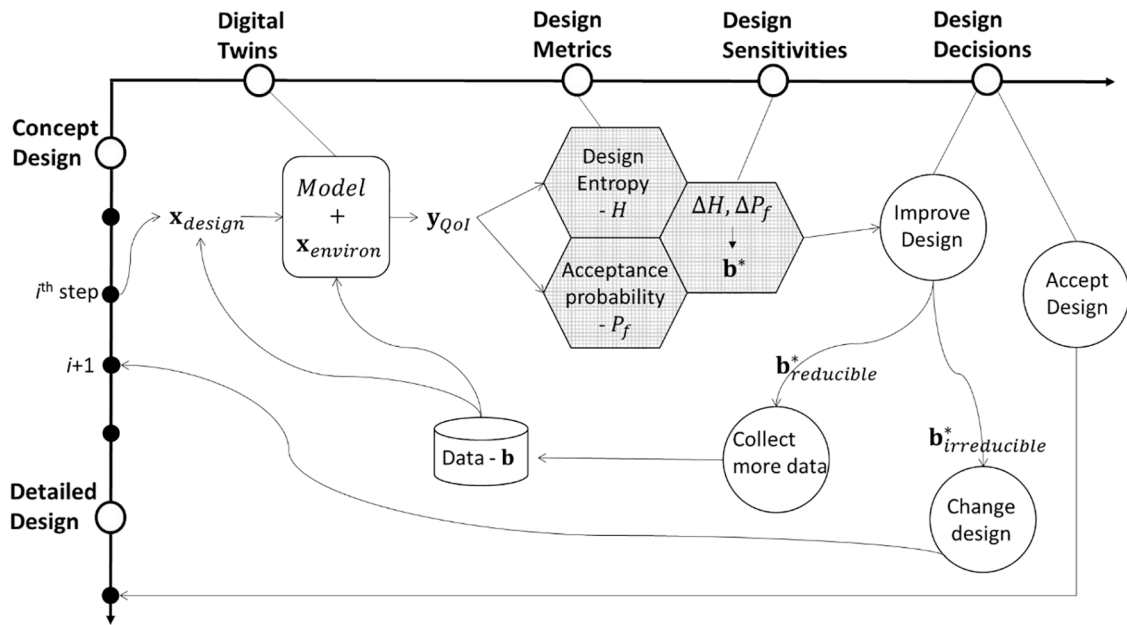 Digital
Twins
Design
Metrics
Design
Sensitivities
Design
Decisions
Concept
Design
Model
+
𝐱_environ
𝐱_design
𝐲_QoI
Design
Entropy
- H
Acceptance
probability
- P_f
ΔH, ΔP_f
𝐛*
Improve
Design
Accept
Design
iᵗʰ step
i+1
𝐛*_reducible
𝐛*_irreducible
Collect
more data
Data - 𝐛
Change
design
Detailed
Design